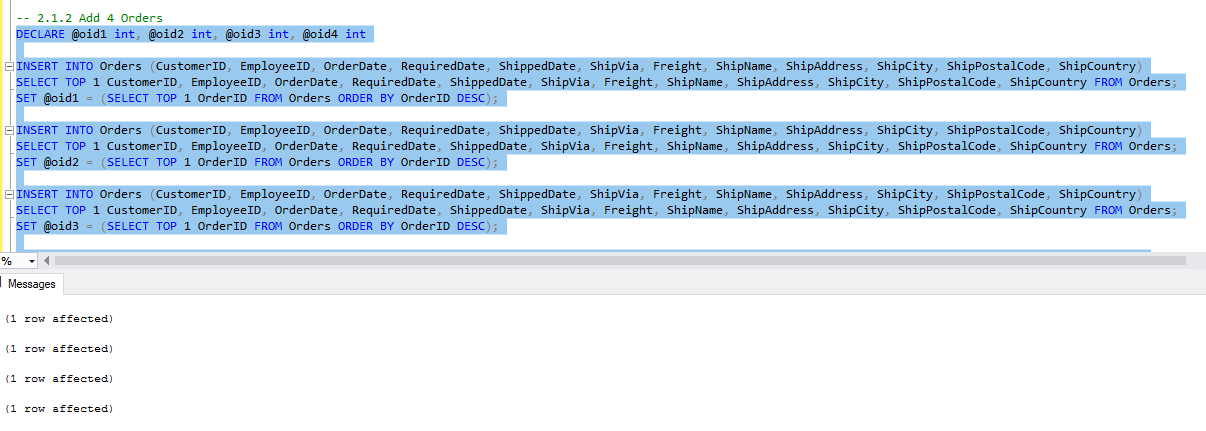 -- 2.1.2 Add 4 Orders
DECLARE @oid1 int, @oid2 int, @oid3 int, @oid4 int
INSERT INTO Orders (CustomerID, EmployeeID, OrderDate, RequiredDate, ShippedDate, ShipVia, Freight, ShipName, ShipAddress, ShipCity, ShipPostalCode, ShipCountry)
SELECT TOP 1 CustomerID, EmployeeID, OrderDate, RequiredDate, ShippedDate, ShipVia, Freight, ShipName, ShipAddress, ShipCity, ShipPostalCode, ShipCountry FROM Orders;
SET @oid1 = (SELECT TOP 1 OrderID FROM Orders ORDER BY OrderID DESC);
INSERT INTO Orders (CustomerID, EmployeeID, OrderDate, RequiredDate, ShippedDate, ShipVia, Freight, ShipName, ShipAddress, ShipCity, ShipPostalCode, ShipCountry)
SELECT TOP 1 CustomerID, EmployeeID, OrderDate, RequiredDate, ShippedDate, ShipVia, Freight, ShipName, ShipAddress, ShipCity, ShipPostalCode, ShipCountry FROM Orders;
SET @oid2 = (SELECT TOP 1 OrderID FROM Orders ORDER BY OrderID DESC);
INSERT INTO Orders (CustomerID, EmployeeID, OrderDate, RequiredDate, ShippedDate, ShipVia, Freight, ShipName, ShipAddress, ShipCity, ShipPostalCode, ShipCountry)
SELECT TOP 1 CustomerID, EmployeeID, OrderDate, RequiredDate, ShippedDate, ShipVia, Freight, ShipName, ShipAddress, ShipCity, ShipPostalCode, ShipCountry FROM Orders;
SET @oid3 = (SELECT TOP 1 OrderID FROM Orders ORDER BY OrderID DESC);
%
Messages
(1 row affected)
(1 row affected)
(1 row affected)
(1 row affected)